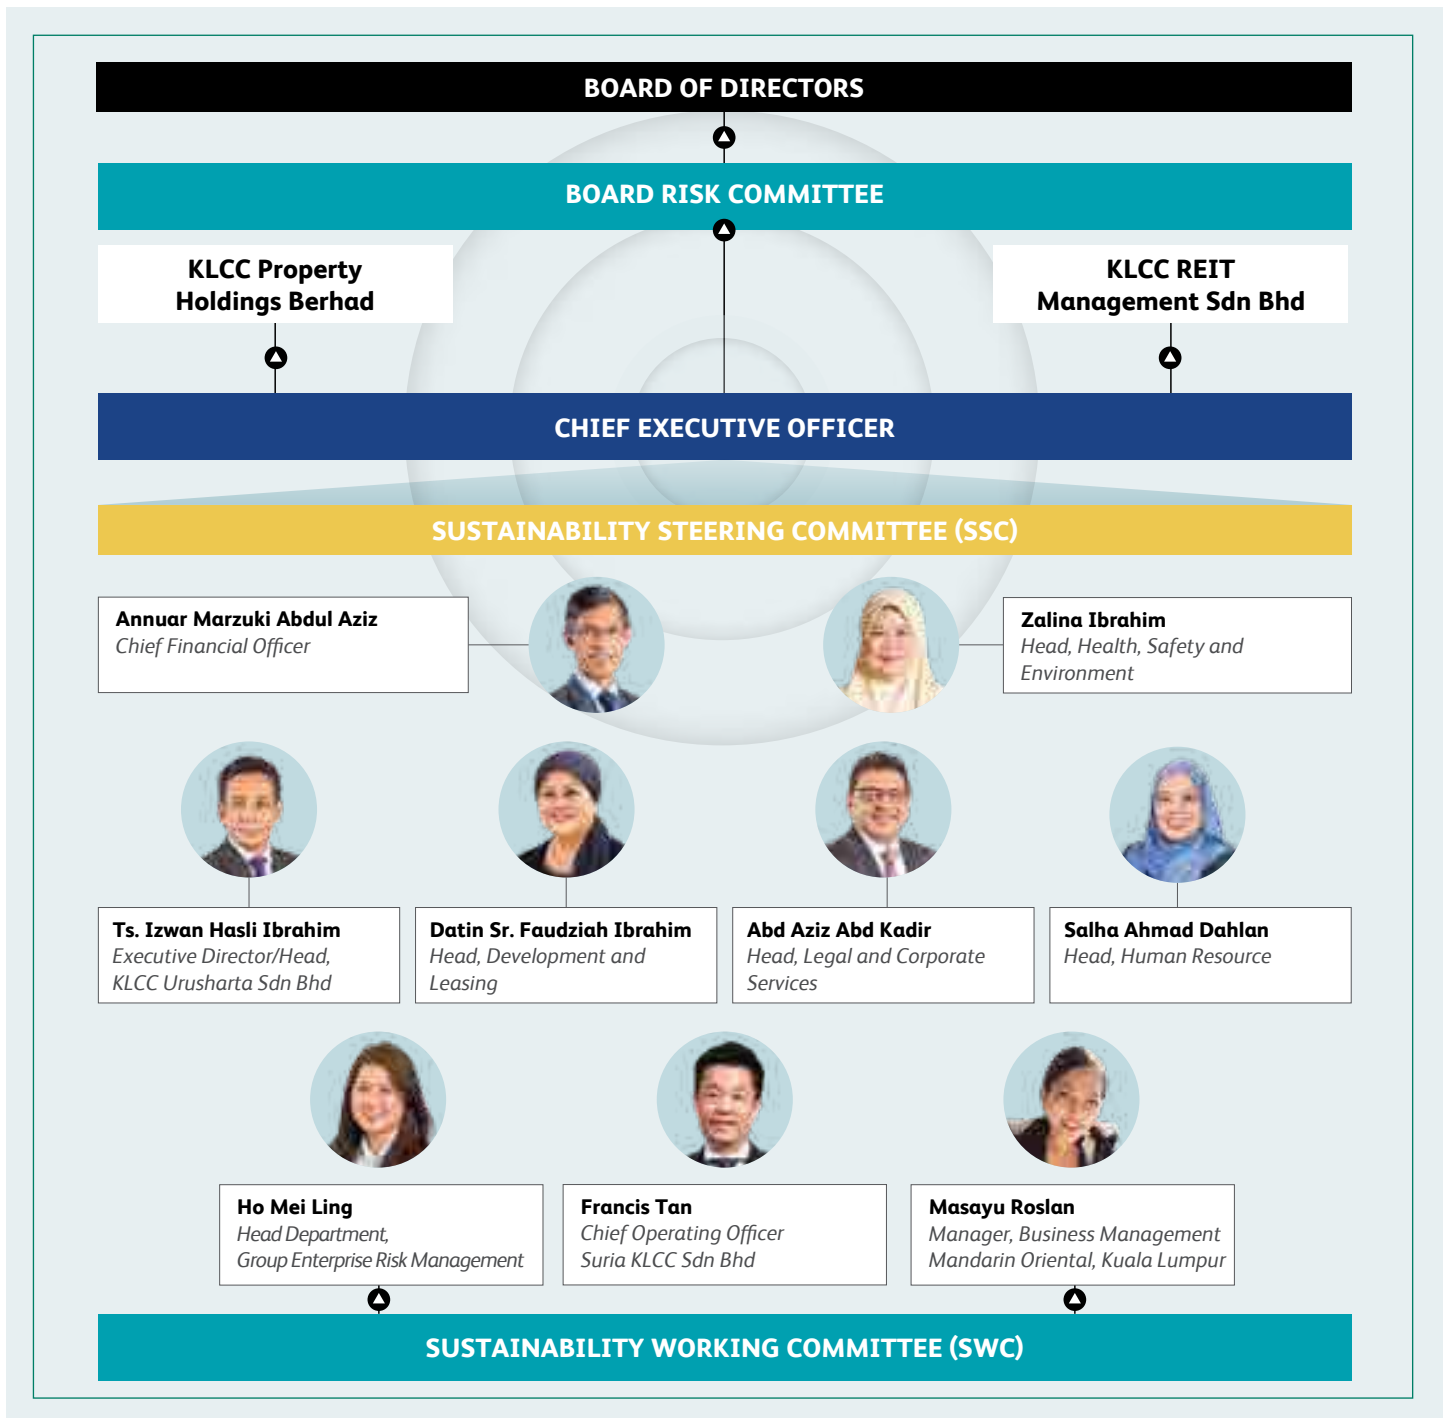 BOARD OF DIRECTORS
BOARD RISK COMMITTEE
KLCC Property
Holdings Berhad
KLCC REIT
Management Sdn Bhd
CHIEF EXECUTIVE OFFICER
SUSTAINABILITY STEERING COMMITTEE (SSC)
Annuar Marzuki Abdul Aziz
Chief Financial Officer
Zalina Ibrahim
Head, Health, Safety and
Environment
Ts. Izwan Hasli Ibrahim
Executive Director/Head,
KLCC Urusharta Sdn Bhd
Datin Sr. Faudziah Ibrahim
Head, Development and
Leasing
Abd Aziz Abd Kadir
Head, Legal and Corporate
Services
Salha Ahmad Dahlan
Head, Human Resource
Ho Mei Ling
Head Department,
Group Enterprise Risk Management
Francis Tan
Chief Operating Officer
Suria KLCC Sdn Bhd
Masayu Roslan
Manager, Business Management
Mandarin Oriental, Kuala Lumpur
SUSTAINABILITY WORKING COMMITTEE (SWC)